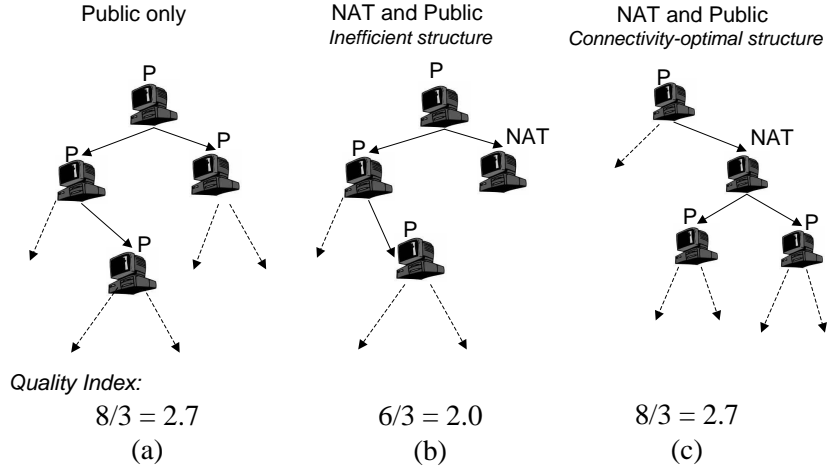 Public only
NAT and Public
Inefficient structure
NAT and Public
Connectivity-optimal structure
P
P
P
P
P
P
NAT
P
P
NAT
P
P
Quality Index:
8/3 = 2.7
6/3 = 2.0
8/3 = 2.7
(a)
(b)
(c)